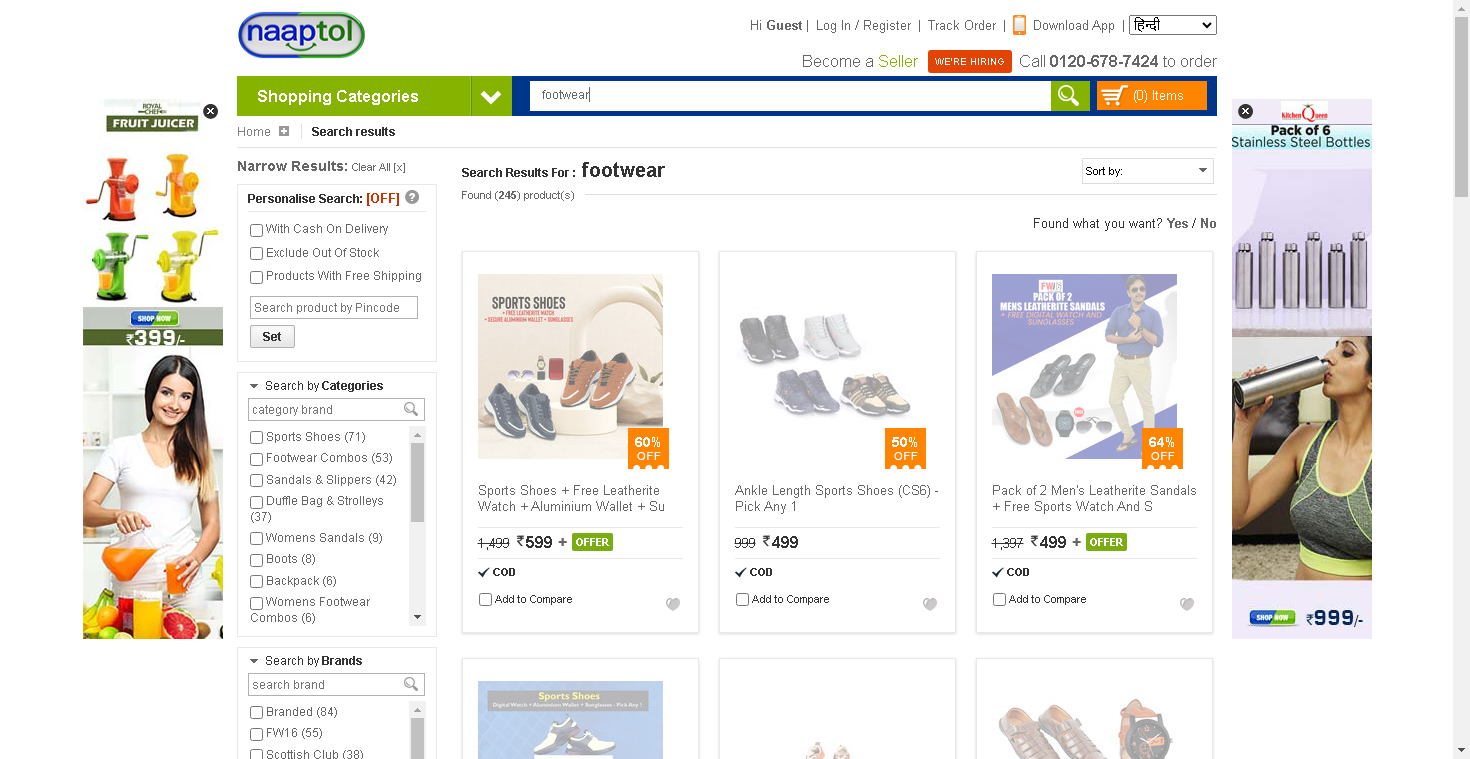 naaptol
Hi Guest | Log In / Register | Track Order | Download App | हिन्दी
Become a Seller WE'RE HIRING Call 0120-678-7424 to order
Shopping Categories
footwear
(0) Items
Home Search results
ROYAL
CHEF
FRUIT JUICER
SHOP NOW
₹399/-
Narrow Results: Clear All [x]
Personalise Search: [OFF] ?
With Cash On Delivery
Exclude Out Of Stock
Products With Free Shipping
Search product by Pincode
Set
Search by Categories
category brand
Sports Shoes (71)
Footwear Combos (53)
Sandals & Slippers (42)
Duffle Bag & Strolleys
(37)
Womens Sandals (9)
Boots (8)
Backpack (6)
Womens Footwear
Combos (6)
Search by Brands
search brand
Branded (84)
FW16 (55)
Scottish Club (38)
Search Results For : footwear
Sort by:
Found (245) product(s)
Found what you want? Yes / No
SPORTS SHOES
+ FREE LEATHERITE WATCH
+ SECURE ALUMINIUM WALLET + SUNGLASSES
60%
OFF
Sports Shoes + Free Leatherite
Watch + Aluminium Wallet + Su
1,499 ₹599 + OFFER
COD
Add to Compare
50%
OFF
Ankle Length Sports Shoes (CS6) -
Pick Any 1
999 ₹499
COD
Add to Compare
PACK OF 2
MENS LEATHERITE SANDALS
+ FREE DIGITAL WATCH AND
SUNGLASSES
64%
OFF
Pack of 2 Men's Leatherite Sandals
+ Free Sports Watch And S
1,397 ₹499 + OFFER
COD
Add to Compare
Sports Shoes
Digital Watch + Aluminium Wallet + Sunglasses - Pick Any 1
Kitchen Queen
Pack of 6
Stainless Steel Bottles
SHOP NOW
₹999/-